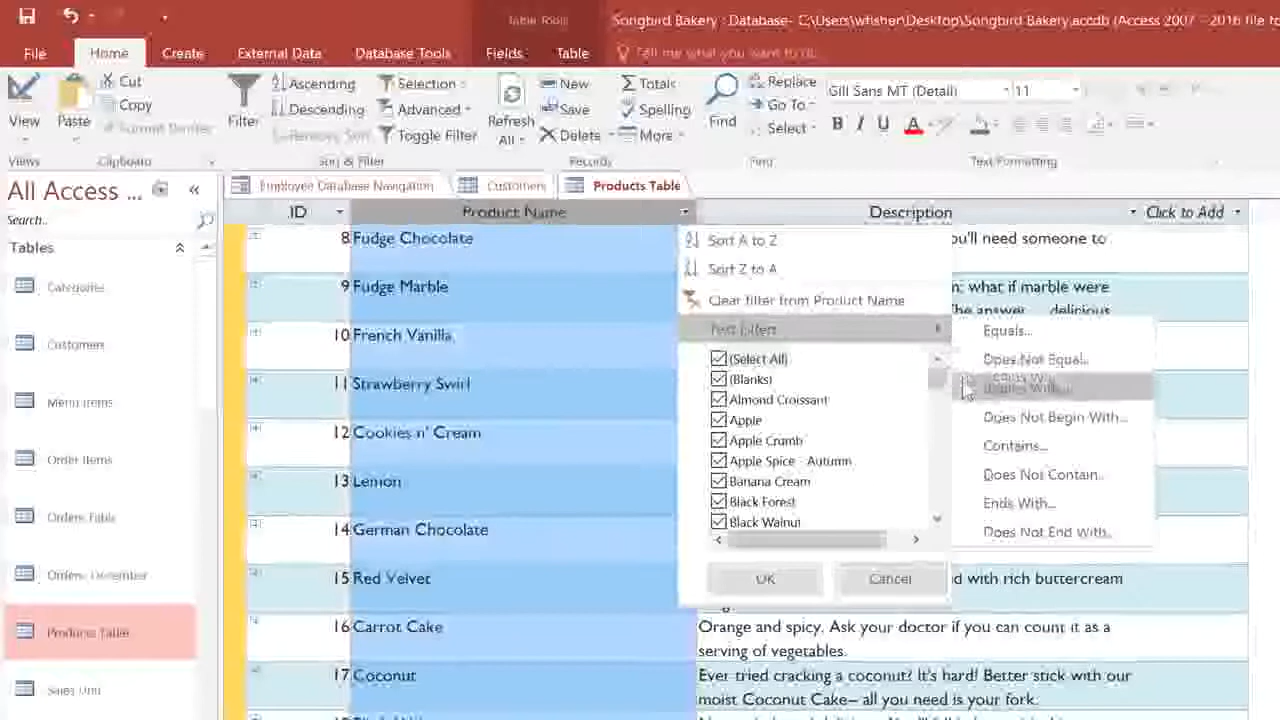 Table Tools
Songbird Bakery : Database- C:\Users\wfisher\Desktop\Songbird Bakery.accdb (Access 2007 - 2016 file fo
File Home Create External Data Database Tools Fields Table Tell me what you want to do
View
Paste
Cut
Copy
Format Painter
Filter
Ascending
Descending
Remove Sort
Selection
Advanced
Toggle Filter
Refresh
All
New
Save
Delete
Totals
Spelling
More
Find
Replace
Go To
Select
Gill Sans MT (Detail) 11
B I U A
Views Clipboard Sort & Filter Records Find Text Formatting
All Access ...
Search..
Tables
Categories
Customers
Menu Items
Order Items
Orders Table
Orders: December
Products Table
Sales Unit
Employee Database Navigation Customers Products Table
ID Product Name Description Click to Add
8 Fudge Chocolate
you'll need someone to
9 Fudge Marble
m: what if marble were
The answer delicious
10 French Vanilla
11 Strawberry Swirl
12 Cookies n' Cream
13 Lemon
14 German Chocolate
15 Red Velvet
d with rich buttercream
16 Carrot Cake
Orange and spicy. Ask your doctor if you can count it as a
serving of vegetables.
17 Coconut
Ever tried cracking a coconut? It's hard! Better stick with our
moist Coconut Cake– all you need is your fork.
Sort A to Z
Sort Z to A
Clear filter from Product Name
Text Filters
(Select All)
(Blanks)
Almond Croissant
Apple
Apple Crumb
Apple Spice - Autumn
Banana Cream
Black Forest
Black Walnut
OK Cancel
Equals...
Does Not Equal...
Does Not Begin With...
Contains...
Does Not Contain...
Ends With...
Does Not End With...